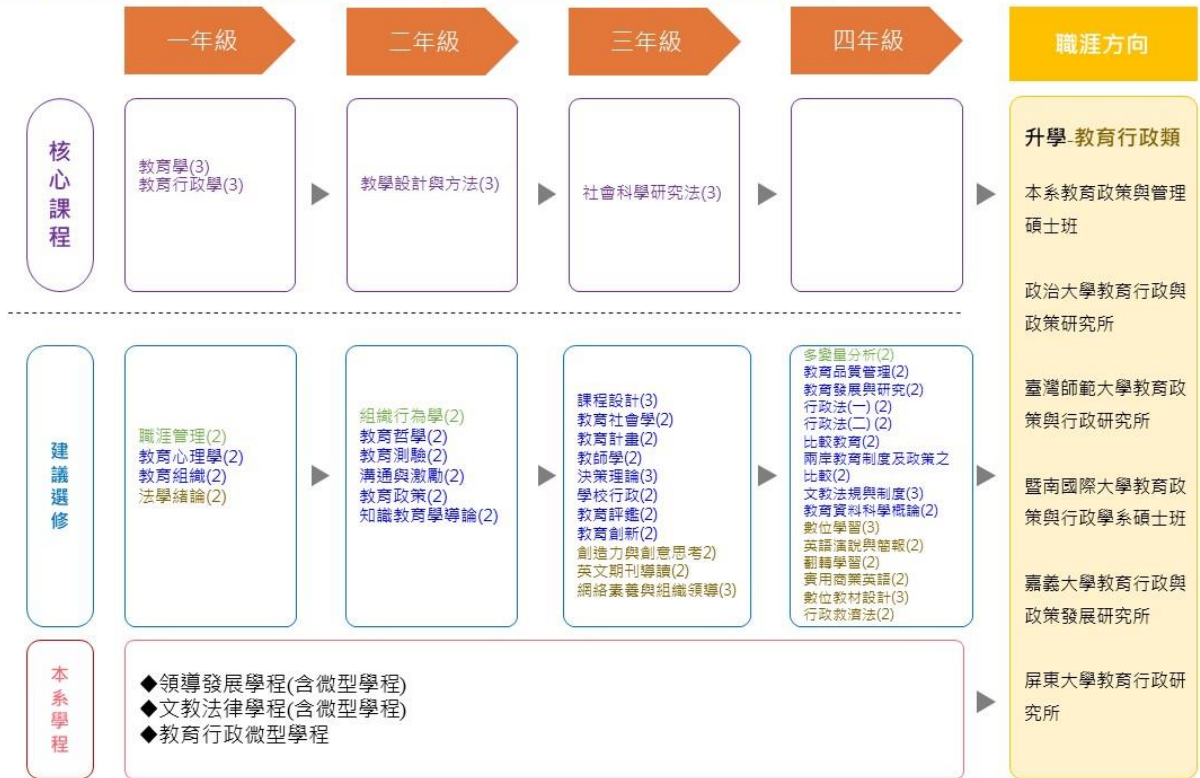 一年級
二年級
三年級
四年級
職涯方向
核心課程
教育學(3)
教育行政學(3)
教學設計與方法(3)
社會科學研究法(3)
建議選修
職涯管理(2)
教育心理學(2)
教育組織(2)
法學緒論(2)
組織行為學(2)
教育哲學(2)
教育測驗(2)
溝通與激勵(2)
教育政策(2)
知識教育學導論(2)
課程設計(3)
教育社會學(2)
教育計畫(2)
教師學(2)
決策理論(3)
學校行政(2)
教育評鑑(2)
教育創新(2)
創造力與創意思考2)
英文期刊導讀(2)
網絡素養與組織領導(3)
多變量分析(2)
教育品質管理(2)
教育發展與研究(2)
行政法(一) (2)
行政法(二) (2)
比較教育(2)
兩岸教育制度及政策之
比較(2)
文教法規與制度(3)
教育資料科學概論(2)
數位學習(3)
英語演說與簡報(2)
翻轉學習(2)
實用商業英語(2)
數位教材設計(3)
行政救濟法(2)
本系學程
◆領導發展學程(含微型學程)
◆文教法律學程(含微型學程)
◆教育行政微型學程
升學-教育行政類
本系教育政策與管理
碩士班
政治大學教育行政與
政策研究所
臺灣師範大學教育政
策與行政研究所
暨南國際大學教育政
策與行政學系碩士班
嘉義大學教育行政與
政策發展研究所
屏東大學教育行政研
究所